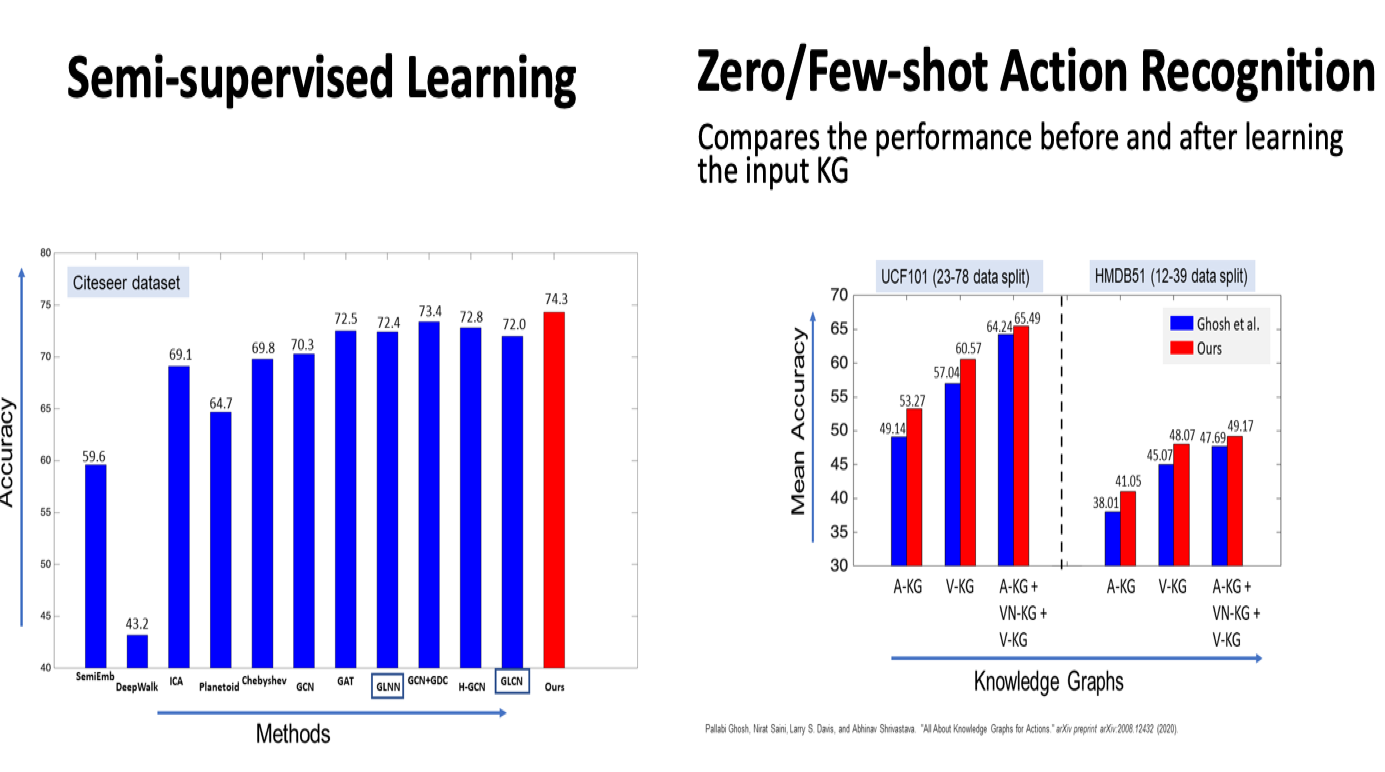 Semi-supervised Learning
Citeseer dataset
Accuracy
80
75
70
65
60
55
50
45
40
59.6
43.2
69.1
64.7
69.8
70.3
72.5
72.4
73.4
72.8
72.0
74.3
SemiEmb
DeepWalk
ICA
Planetoid
Chebyshev
GCN
GAT
GLNN
GCN+GDC
H-GCN
GLCN
Ours
Methods
Zero/Few-shot Action Recognition
Compares the performance before and after learning
the input KG
UCF101 (23-78 data split)
HMDB51 (12-39 data split)
Ghosh et al.
Ours
Mean Accuracy
70
65
60
55
50
45
40
35
30
49.14
53.27
57.04
60.57
64.24
65.49
38.01
41.05
45.07
48.07
47.69
49.17
A-KG
V-KG
A-KG +
VN-KG +
V-KG
A-KG
V-KG
A-KG +
VN-KG +
V-KG
Knowledge Graphs
Pallabi Ghosh, Nirat Saini, Larry S. Davis, and Abhinav Shrivastava. "All About Knowledge Graphs for Actions." arXiv preprint arXiv:2008.12432 (2020).